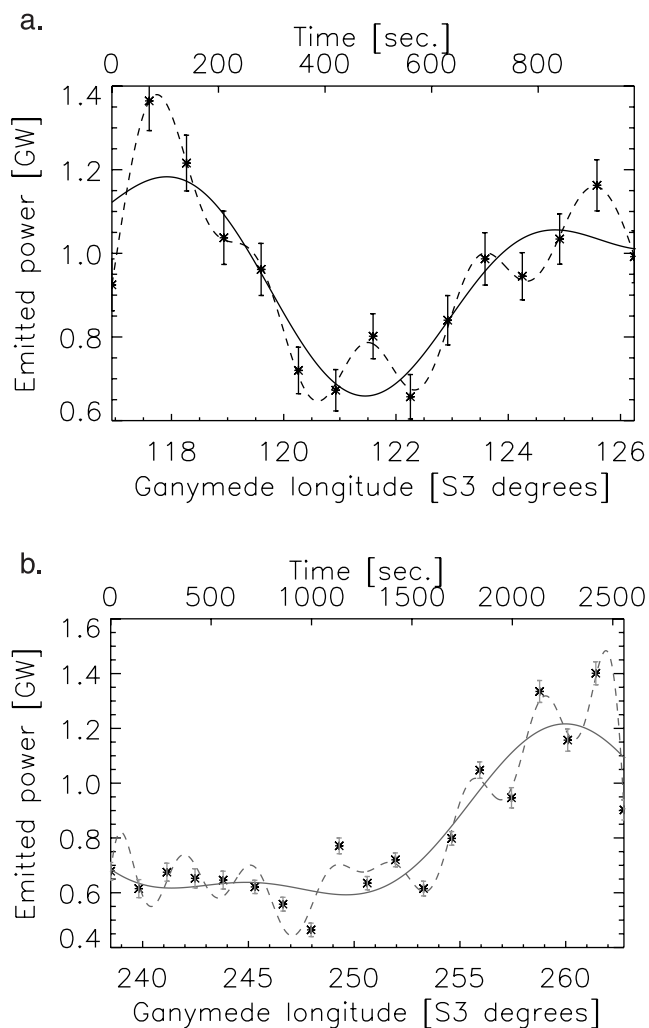 a.
Time [sec.]
0 200 400 600 800
1.4
1.2
1.0
0.8
0.6
Emitted power [GW]
118 120 122 124 126
Ganymede longitude [S3 degrees]
b.
Time [sec.]
0 500 1000 1500 2000 2500
1.6
1.4
1.2
1.0
0.8
0.6
0.4
Emitted power [GW]
240 245 250 255 260
Ganymede longitude [S3 degrees]